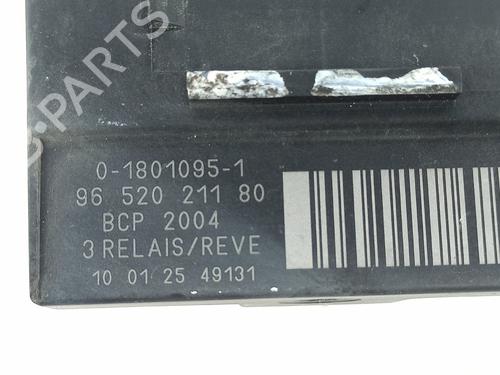 0-1801095-1
96 520 211 80
BCP 2004
3 RELAIS/REVE
10 01 25 49131
B-PARTS